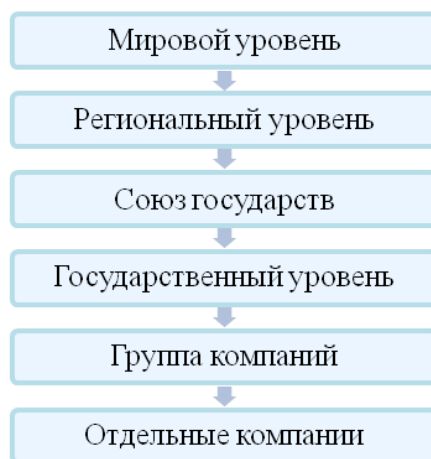 Мировой уровень
Региональный уровень
Союз государств
Государственный уровень
Группа компаний
Отдельные компании